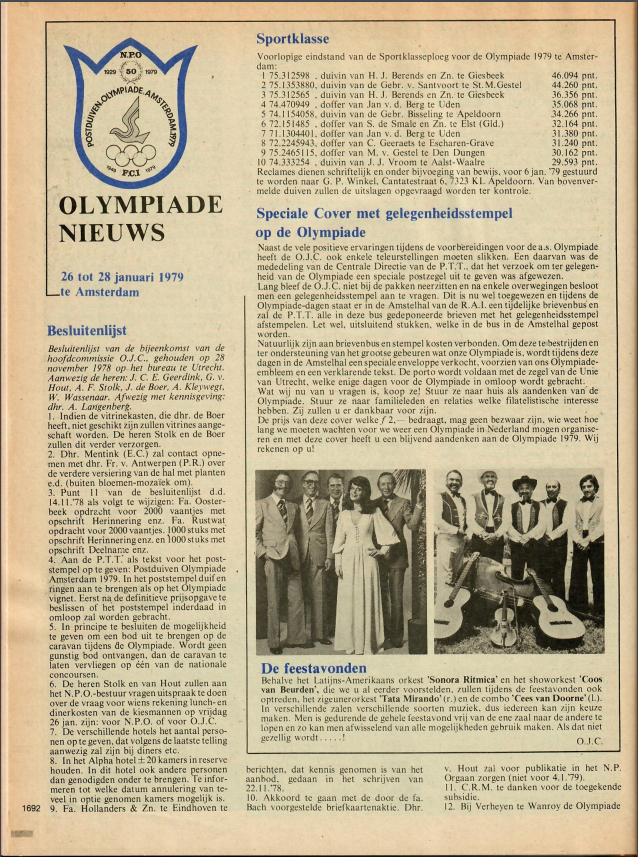 N.P.O
1929 50 1979
POSTDUIVEN.OLYMPIADE.AMSTERDAM.1979
1949 1979
F.C.I
OLYMPIADE
NIEUWS
26 tot 28 januari 1979
te Amsterdam
Besluitenlijst
Besluitenlijst van de bijeenkomst van de
hoofdcommissie O.J.C., gehouden op 28
november 1978 op het bureau te Utrecht.
Aanwezig de heren: J. C. E. Geerdink, G. v.
Hout, A. F. Stolk, J. de Boer, A. Kleywegt,
W. Wassenaar. Afwezig met kennisgeving:
dhr. A. Langenberg.
1. Indien de vitrinekasten, die dhr. de Boer
heeft, niet geschikt zijn zullen vitrines aange-
schaft worden. De heren Stolk en de Boer
zullen dit verder verzorgen.
2. Dhr. Mentink (E.C.) zal contact opne-
men met dhr. Fr. v. Antwerpen (P.R.) over
de verdere versiering van de hal met planten
e.d. (buiten bloemen-mozaïek om).
3. Punt 11 van de besluitenlijst d.d.
14.11.'78 als volgt te wijzigen: Fa. Ooster-
beek opdrecht voor 2000 vaantjes met
opschrift Herinnering enz. Fa. Rustwat
opdracht voor 2000 vaantjes. 1000 stuks met
opschrift Herinnering enz. en 1000 stuks met
opschrift Deelname enz.
4. Aan de P.T.T. als tekst voor het post-
stempel op te geven: Postduiven Olympiade
Amsterdam 1979. In het poststempel duif en
ringen aan te brengen als op het Olympiade
vignet. Eerst na de definitieve prijsopgave te
beslissen of het poststempel inderdaad in
omloop zal worden gebracht.
5. In principe te besluiten de mogelijkheid
te geven om een bod uit te brengen op de
caravan tijdens de Olympiade. Wordt geen
gunstig bod ontvangen, dan de caravan te
laten vervliegen op één van de nationale
concoursen.
6. De heren Stolk en van Hout zullen aan
het N.P.O.-bestuur vragen uitspraak te doen
over de vraag voor wiens rekening lunch- en
dinerkosten van de kiesmannen op vrijdag
26 jan. zijn: voor N.P.O. of voor O.J.C.
7. De verschillende hotels het aantal perso-
nen op te geven, dat volgens de laatste telling
aanwezig zal zijn bij diners etc.
8. In het Alpha hotel ± 20 kamers in reserve
houden. In dit hotel ook andere personen
dan genodigden onder te brengen. Te infor-
meren tot welke datum annulering van te-
veel in optie genomen kamers mogelijk is.
9. Fa. Hollanders & Zn. te Eindhoven te
1692
Sportklasse
Voorlopige eindstand van de Sportklasseploeg voor de Olympiade 1979 te Amster-
dam:
1 75.312598 , duivin van H. J. Berends en Zn. te Giesbeek 46.094 pnt.
2 75.1353880, duivin van de Gebr. v. Santvoort te St.M.Gestel 44.260 pnt.
3 75.312565 , duivin van H. J. Berends en Zn. te Giesbeek 36.356 pnt.
4 74.470949 , doffer van Jan v. d. Berg te Uden 35.068 pnt.
5 74.1154058, duivin van de Gebr. Bisseling te Apeldoorn 34.266 pnt.
6 72.151485 , doffer van S. de Smale en Zn. te Elst (Gld.) 32.164 pnt.
7 71.1304401, doffer van Jan v. d. Berg te Uden 31.380 pnt.
8 72.2245943, doffer van C. Geeraets te Escharen-Grave 31.240 pnt.
9 75.2465115, doffer van M. v. Gestel te Den Dungen 30.162 pnt.
10 74.333254 , duivin van J. J. Vroom te Aalst-Waalre 29.593 pnt.
Reclames dienen schriftelijk en onder bijvoeging van bewijs, voor 6 jan. '79 gestuurd
te worden naar G. P. Winkel, Cantatestraat 6, 7323 KL Apeldoorn. Van bovenver-
melde duiven zullen de uitslagen opgevraagd worden ter kontrole.
Speciale Cover met gelegenheidsstempel
op de Olympiade
Naast de vele positieve ervaringen tijdens de voorbereidingen voor de a.s. Olympiade
heeft de O.J.C. ook enkele teleurstellingen moeten slikken. Een daarvan was de
mededeling van de Centrale Directie van de P.T.T., dat het verzoek om ter gelegen-
heid van de Olympiade een speciale postzegel uit te geven was afgewezen.
Lang bleef de O.J.C. niet bij de pakken neerzitten en na enkele overwegingen besloot
men een gelegenheidsstempel aan te vragen. Dit is nu wel toegewezen en tijdens de
Olympiade-dagen staat er in de Amstelhal van de R.A.I. een tijdelijke brievenbus en
zal de P.T.T. alle in deze bus gedeponeerde brieven met het gelegenheidsstempel
afstempelen. Let wel, uitsluitend stukken, welke in de bus in de Amstelhal gepost
worden.
Natuurlijk zijn aan brievenbus en stempel kosten verbonden. Om deze te bestrijden en
ter ondersteuning van het grootse gebeuren wat onze Olympiade is, wordt tijdens deze
dagen in de Amstelhal een speciale enveloppe verkocht, voorzien van ons Olympiade-
embleem en een verklarende tekst. De porto wordt voldaan met de zegel van de Unie
van Utrecht, welke enige dagen voor de Olympiade in omloop wordt gebracht.
Wat wij nu van u vragen is, koop ze! Stuur ze naar huis als aandenken van de
Olympiade. Stuur ze naar familieleden en relaties welke filatelistische interesse
hebben. Zij zullen u er dankbaar voor zijn.
De prijs van deze cover welke f 2,— bedraagt, mag geen bezwaar zijn, wie weet hoe
lang we moeten wachten voor we weer een Olympiade in Nederland mogen organise-
ren en met deze cover heeft u een blijvend aandenken aan de Olympiade 1979. Wij
rekenen op u!
De feestavonden
Behalve het Latijns-Amerikaans orkest 'Sonora Ritmica' en het showorkest 'Coos
van Beurden', die we u al eerder voorstelden, zullen tijdens de feestavonden ook
optreden, het zigeunerorkest 'Tata Mirando' (r.) en de combo 'Cees van Doorne' (l.).
In verschillende zalen verschillende soorten muziek, dus iedereen kan zijn keuze
maken. Men is gedurende de gehele feestavond vrij van de ene zaal naar de andere te
lopen en zo kan men afwisselend van alle mogelijkheden gebruik maken. Als dat niet
gezellig wordt.....!
O.J.C.
berichten, dat kennis genomen is van het
aanbod, gedaan in het schrijven van
22.11.'78.
10. Akkoord te gaan met de door de fa.
Bach voorgestelde briefkaartenaktie. Dhr.
v. Hout zal voor publikatie in het N.P.
Orgaan zorgen (niet voor 4.1.'79).
11. C.R.M. te danken voor de toegekende
subsidie.
12. Bij Verheyen te Wanroy de Olympiade